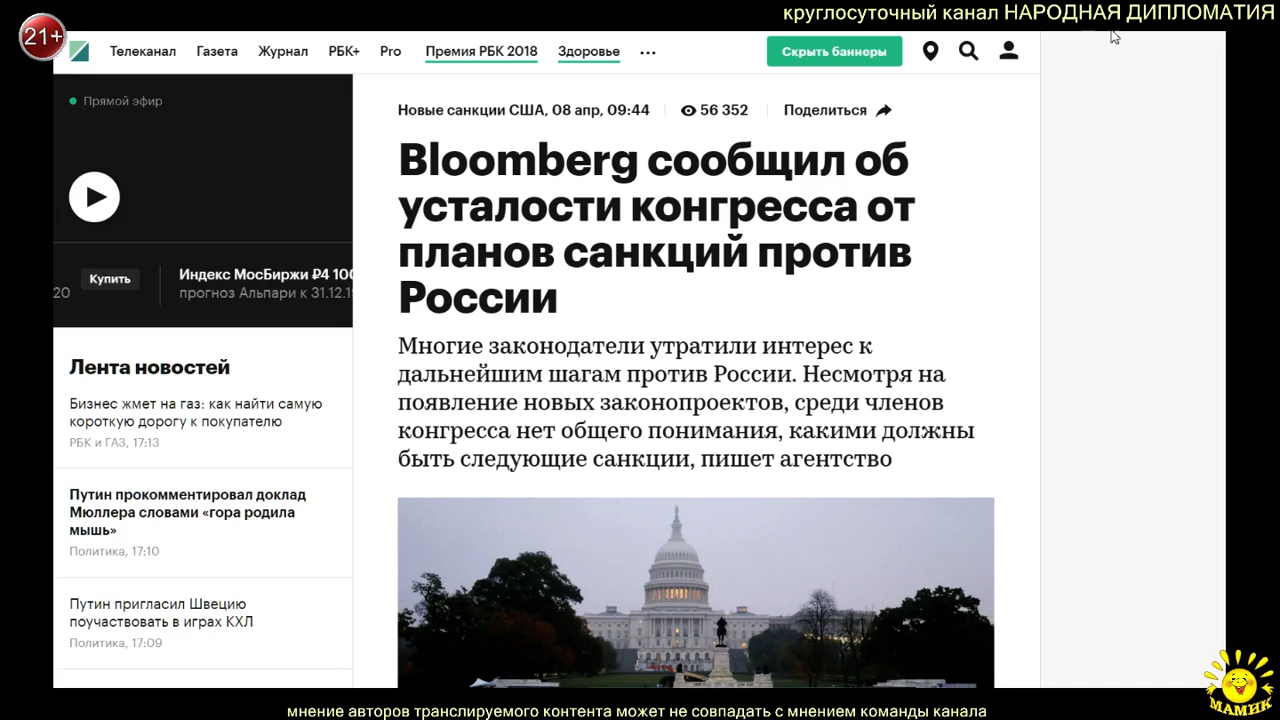 круглосуточный канал НАРОДНАЯ ДИПЛОМАТИЯ
21+
Телеканал Газета Журнал РБК+ Pro Премия РБК 2018 Здоровье ...
Скрыть баннеры
Прямой эфир
20 Купить Индекс МосБиржи ₽4 100
прогноз Альпари к 31.12.1
Лента новостей
Бизнес жмет на газ: как найти самую
короткую дорогу к покупателю
РБК и ГАЗ, 17:13
Путин прокомментировал доклад
Мюллера словами «гора родила
мышь»
Политика, 17:10
Путин пригласил Швецию
поучаствовать в играх КХЛ
Политика, 17:09
Новые санкции США, 08 апр, 09:44 56 352 Поделиться
Bloomberg сообщил об
усталости конгресса от
планов санкций против
России
Многие законодатели утратили интерес к
дальнейшим шагам против России. Несмотря на
появление новых законопроектов, среди членов
конгресса нет общего понимания, какими должны
быть следующие санкции, пишет агентство
МАМИК
мнение авторов транслируемого контента может не совпадать с мнением команды канала